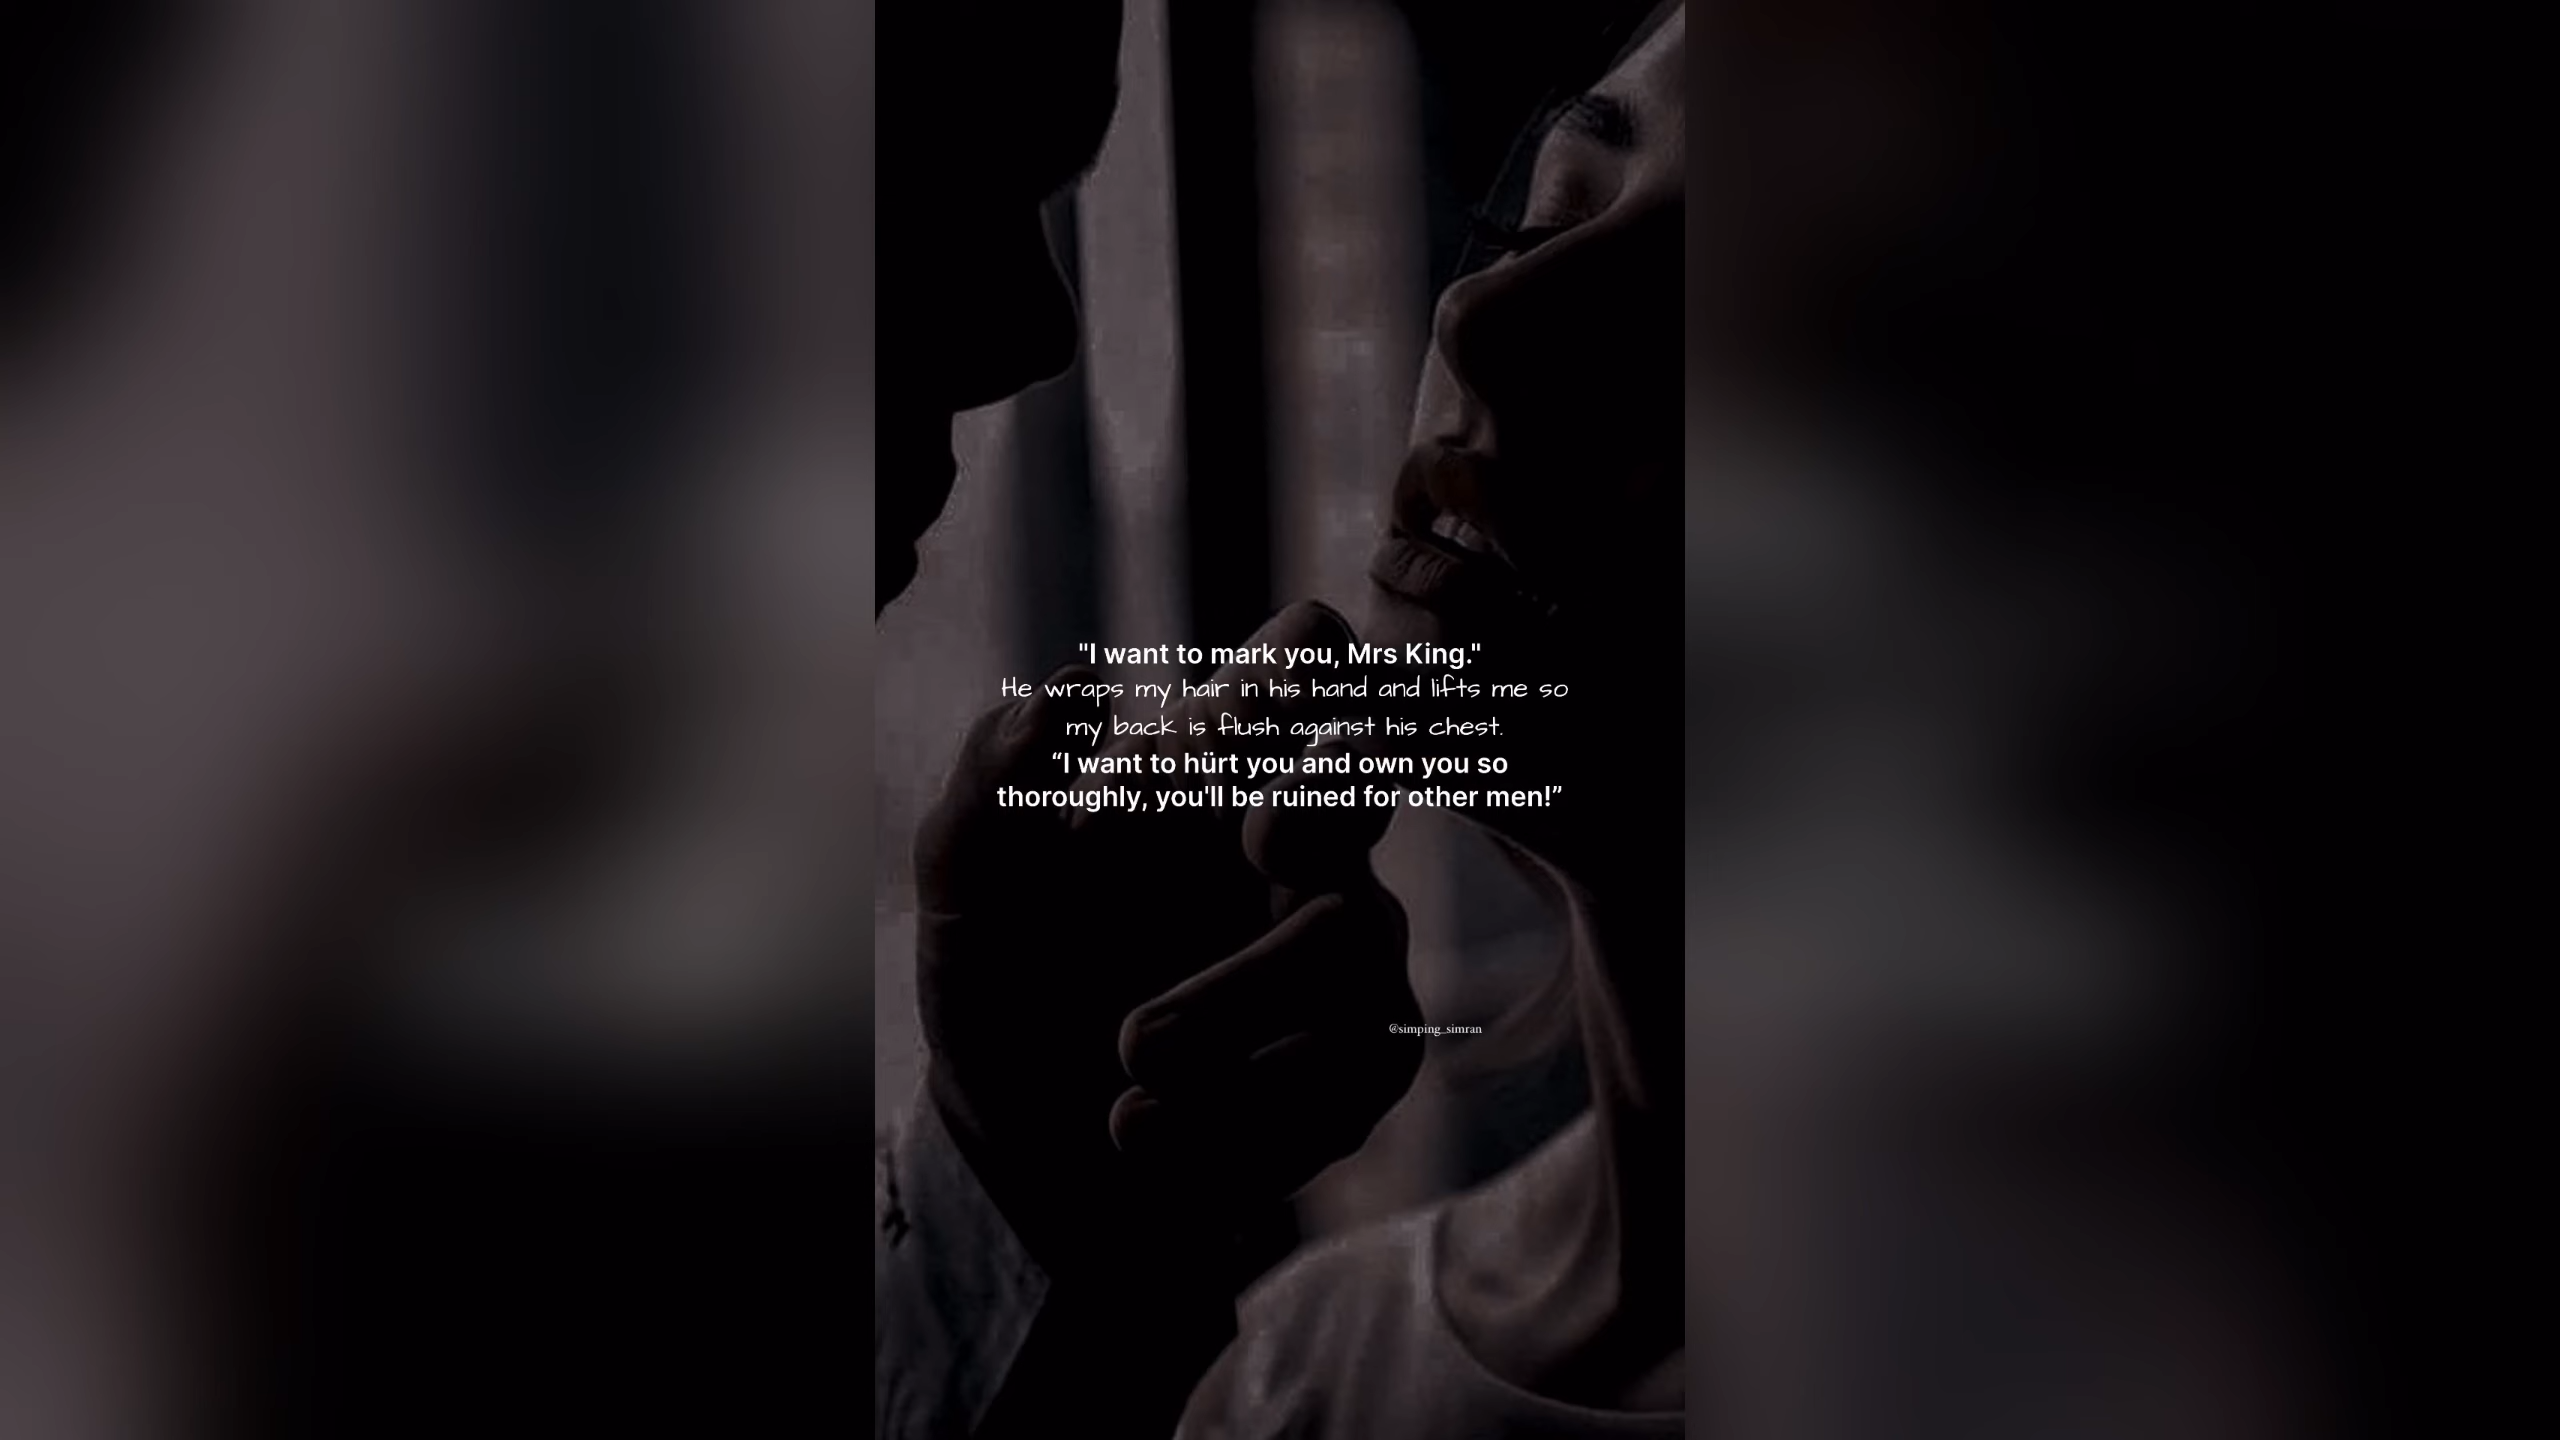 "I want to mark you, Mrs King."
He wraps my hair in his hand and lifts me so
my back is flush against his chest.
“I want to hürt you and own you so
thoroughly, you'll be ruined for other men!”
@simping_simran